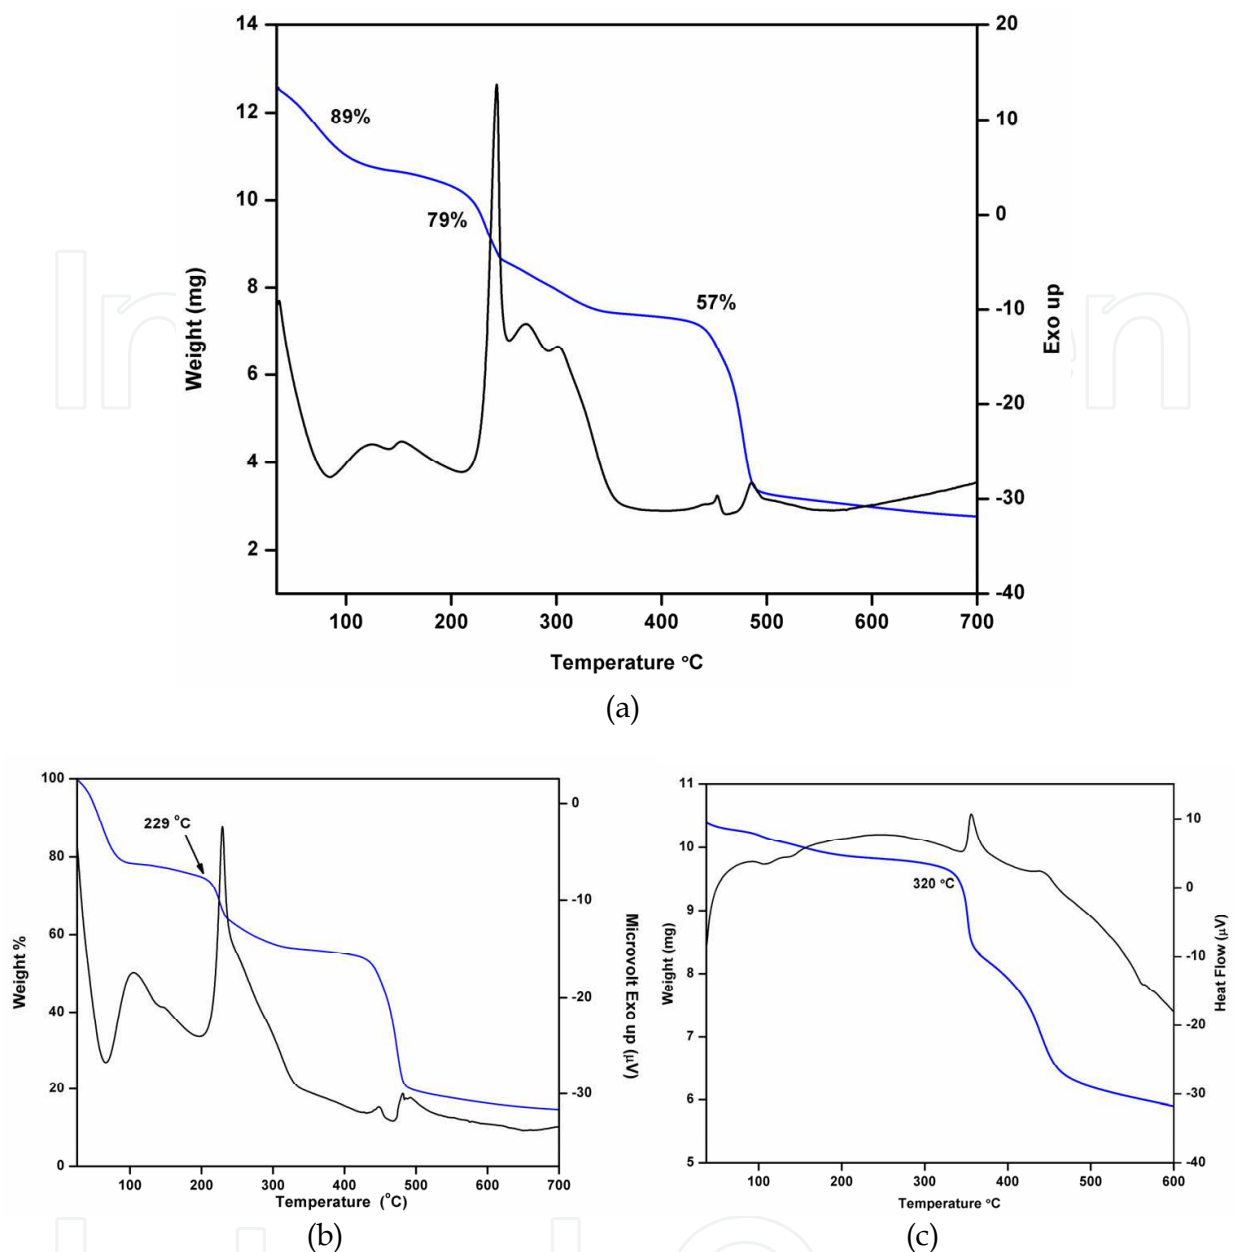 14
12
10
8
6
4
2
20
10
0
-10
-20
-30
-40
89%
79%
57%
Weight (mg)
Exo up
100 200 300 400 500 600 700
Temperature °C
(a)
100
80
60
40
20
0
0
-10
-20
-30
229 °C
Weight %
Microvolt Exo up (µV)
100 200 300 400 500 600 700
Temperature (°C)
(b)
11
10
9
8
7
6
5
10
0
-10
-20
-30
-40
320 °C
Weight (mg)
Heat Flow (µV)
100 200 300 400 500 600
Temperature °C
(c)